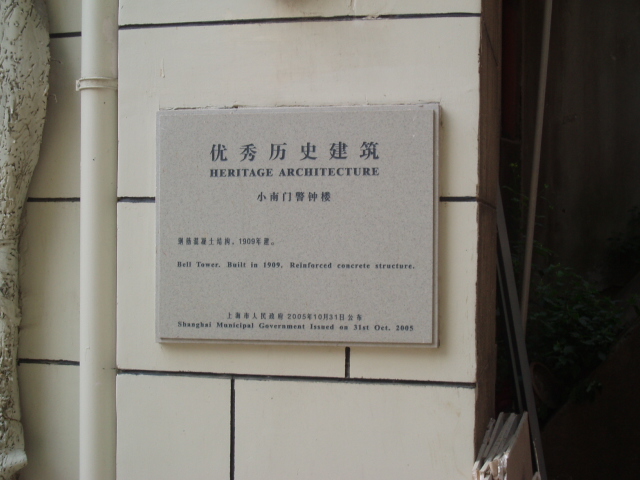 优秀历史建筑
HERITAGE ARCHITECTURE
小南门警钟楼
钢筋混凝土结构。1909年建。
Bell Tower. Built in 1909. Reinforced concrete structure.
上海市人民政府 2005年10月31日公布
Shanghai Municipal Government Issued on 31st Oct. 2005